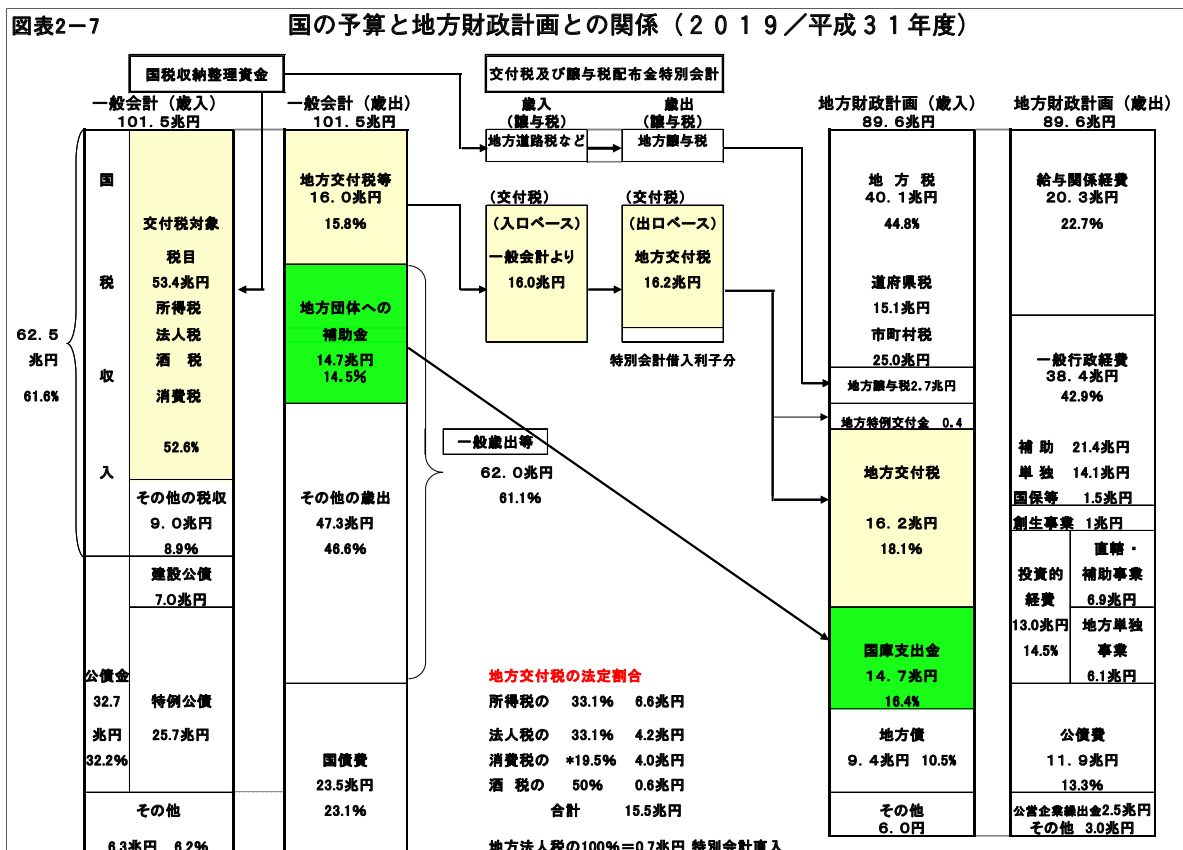 図表2－7
国の予算と地方財政計画との関係（２０１９／平成３１年度）
国税収納整理資金
交付税及び譲与税配布金特別会計
一般会計（歳入）
101.5兆円
一般会計（歳出）
101.5兆円
歳入
（譲与税）
歳出
（譲与税）
地方財政計画（歳入）
89.6兆円
地方財政計画（歳出）
89.6兆円
62.5
兆円
61.6%
国
税
収
入
交付税対象
税目
53.4兆円
所得税
法人税
酒　税
消費税
52.6%
その他の税収
9.0兆円
8.9%
建設公債
7.0兆円
公債金
32.7
兆円
32.2%
特例公債
25.7兆円
その他
6.3兆円　6.2%
地方交付税等
16.0兆円
15.8%
地方団体への
補助金
14.7兆円
14.5%
その他の歳出
47.3兆円
46.6%
国債費
23.5兆円
23.1%
一般歳出等
62.0兆円
61.1%
地方道路税など
地方譲与税
（交付税）
（入口ベース）
一般会計より
16.0兆円
（交付税）
（出口ベース）
地方交付税
16.2兆円
特別会計借入利子分
地方交付税の法定割合
所得税の　33.1%　6.6兆円
法人税の　33.1%　4.2兆円
消費税の　*19.5%　4.0兆円
酒 税の　50%　0.6兆円
合計　15.5兆円
地方法人税の100%＝0.7兆円 特別会計直入
地　方　税
40.1兆円
44.8%
道府県税
15.1兆円
市町村税
25.0兆円
地方譲与税2.7兆円
地方特例交付金　0.4
地方交付税
16.2兆円
18.1%
国庫支出金
14.7兆円
16.4%
地方債
9.4兆円　10.5%
その他
6.0円
給与関係経費
20.3兆円
22.7%
一般行政経費
38.4兆円
42.9%
補 助　21.4兆円
単 独　14.1兆円
国保等　1.5兆円
創生事業　1兆円
投資的
経費
13.0兆円
14.5%
直轄・
補助事業
6.9兆円
地方単独
事業
6.1兆円
公債費
11.9兆円
13.3%
公営企業繰出金2.5兆円
その他 3.0兆円